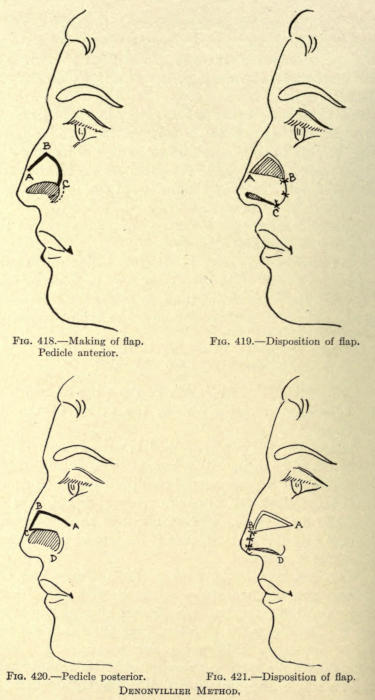 B
A
C
A
B
C
FIG. 418.—Making of flap.
Pedicle anterior.
FIG. 419.—Disposition of flap.
B
A
C
D
B
A
D
FIG. 420.—Pedicle posterior.
FIG. 421.—Disposition of flap.
DENONVILLIER METHOD.